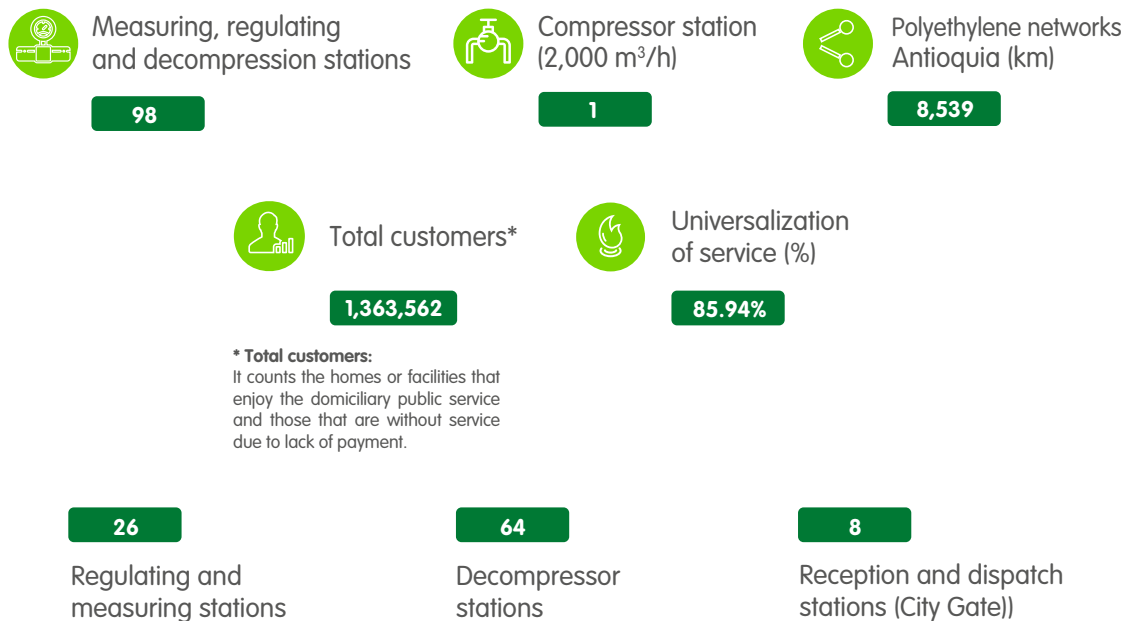 Measuring, regulating
and decompression stations
98
Compressor station
(2,000 m³/h)
1
Polyethylene networks
Antioquia (km)
8,539
Total customers*
1,363,562
* Total customers:
It counts the homes or facilities that
enjoy the domiciliary public service
and those that are without service
due to lack of payment.
Universalization
of service (%)
85.94%
26
Regulating and
measuring stations
64
Decompressor
stations
8
Reception and dispatch
stations (City Gate))